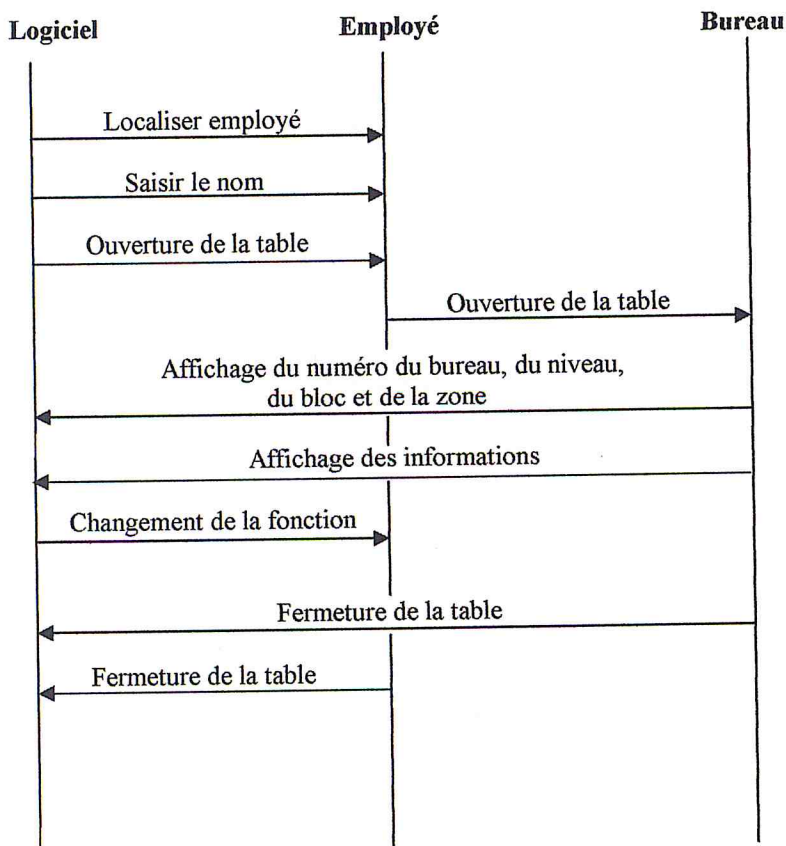 Logiciel Employé Bureau
Localiser employé
Saisir le nom
Ouverture de la table
Ouverture de la table
Affichage du numéro du bureau, du niveau,
du bloc et de la zone
Affichage des informations
Changement de la fonction
Fermeture de la table
Fermeture de la table